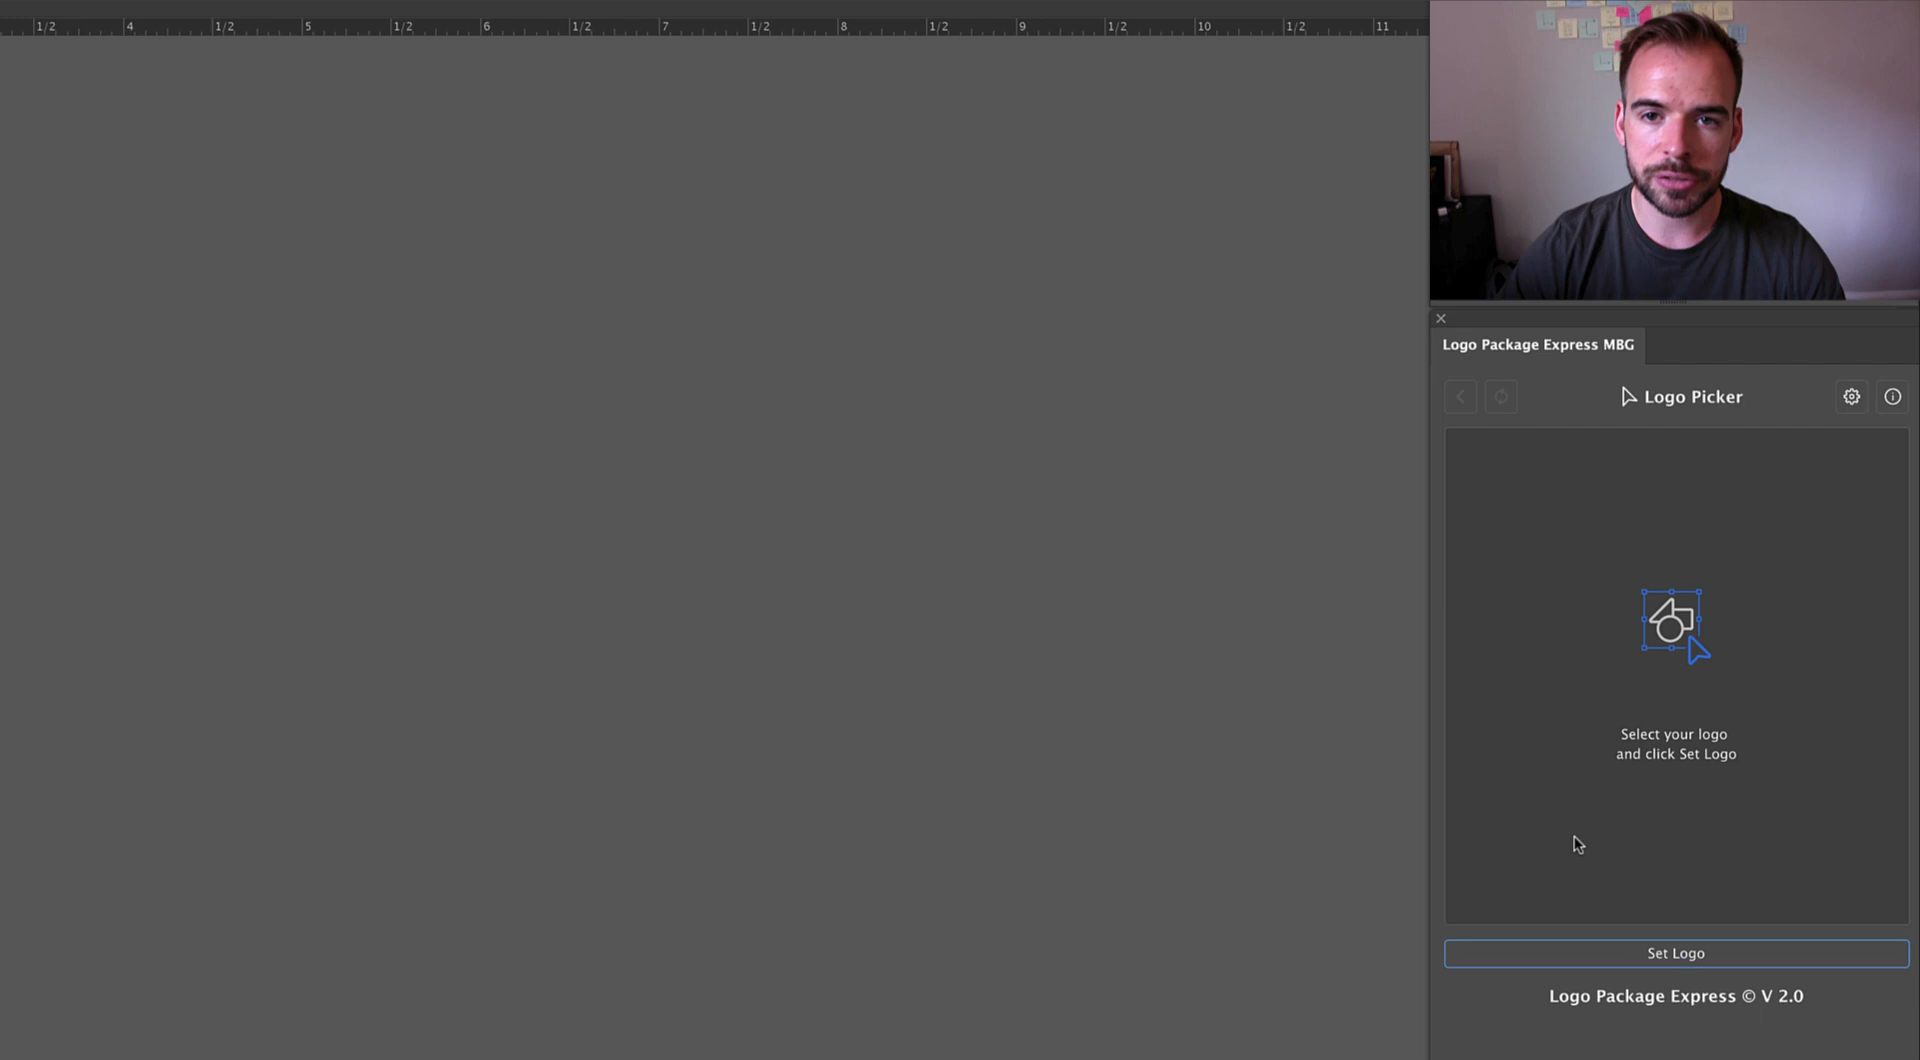 1/2 4 1/2 5 1/2 6 1/2 7 1/2 8 1/2 9 1/2 10 1/2 11
Logo Package Express MBG
Logo Picker
Select your logo
and click Set Logo
Set Logo
Logo Package Express © V 2.0